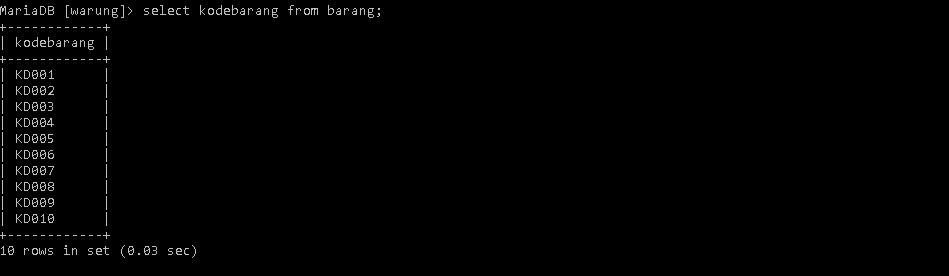 MariaDB [warung]> select kodebarang from barang;
+------------+
| kodebarang |
+------------+
| KD001      |
| KD002      |
| KD003      |
| KD004      |
| KD005      |
| KD006      |
| KD007      |
| KD008      |
| KD009      |
| KD010      |
+------------+
10 rows in set (0.03 sec)